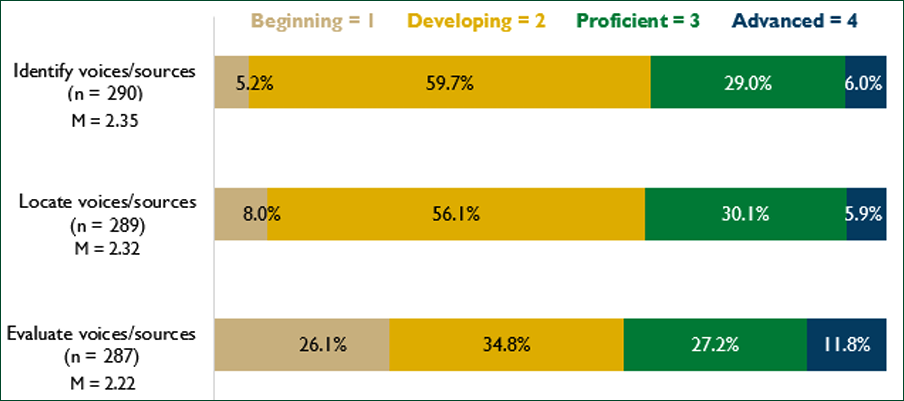 Beginning = 1 Developing = 2 Proficient = 3 Advanced = 4
Identify voices/sources
(n = 290)
M = 2.35
5.2% 59.7% 29.0% 6.0%
Locate voices/sources
(n = 289)
M = 2.32
8.0% 56.1% 30.1% 5.9%
Evaluate voices/sources
(n = 287)
M = 2.22
26.1% 34.8% 27.2% 11.8%